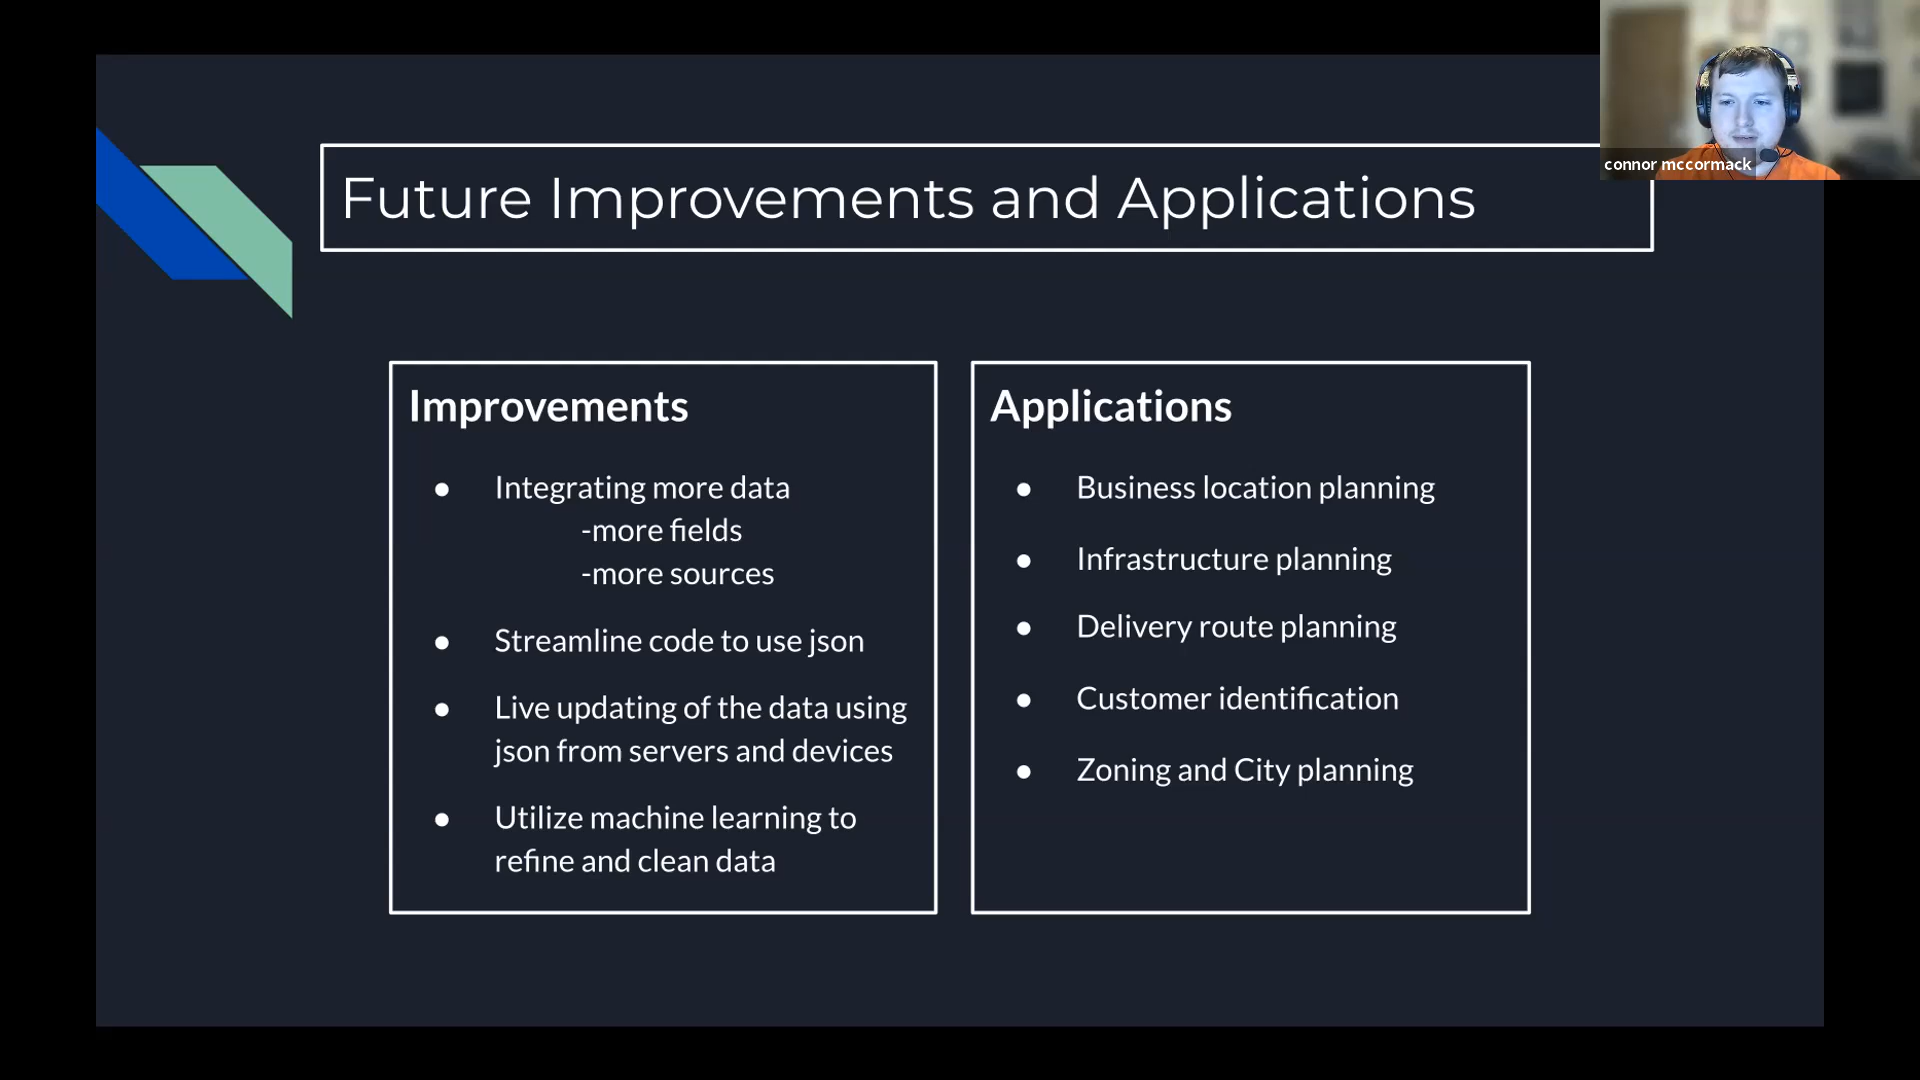 Future Improvements and Applications
connor mccormack
Improvements
● Integrating more data
-more fields
-more sources
● Streamline code to use json
● Live updating of the data using
json from servers and devices
● Utilize machine learning to
refine and clean data
Applications
● Business location planning
● Infrastructure planning
● Delivery route planning
● Customer identification
● Zoning and City planning